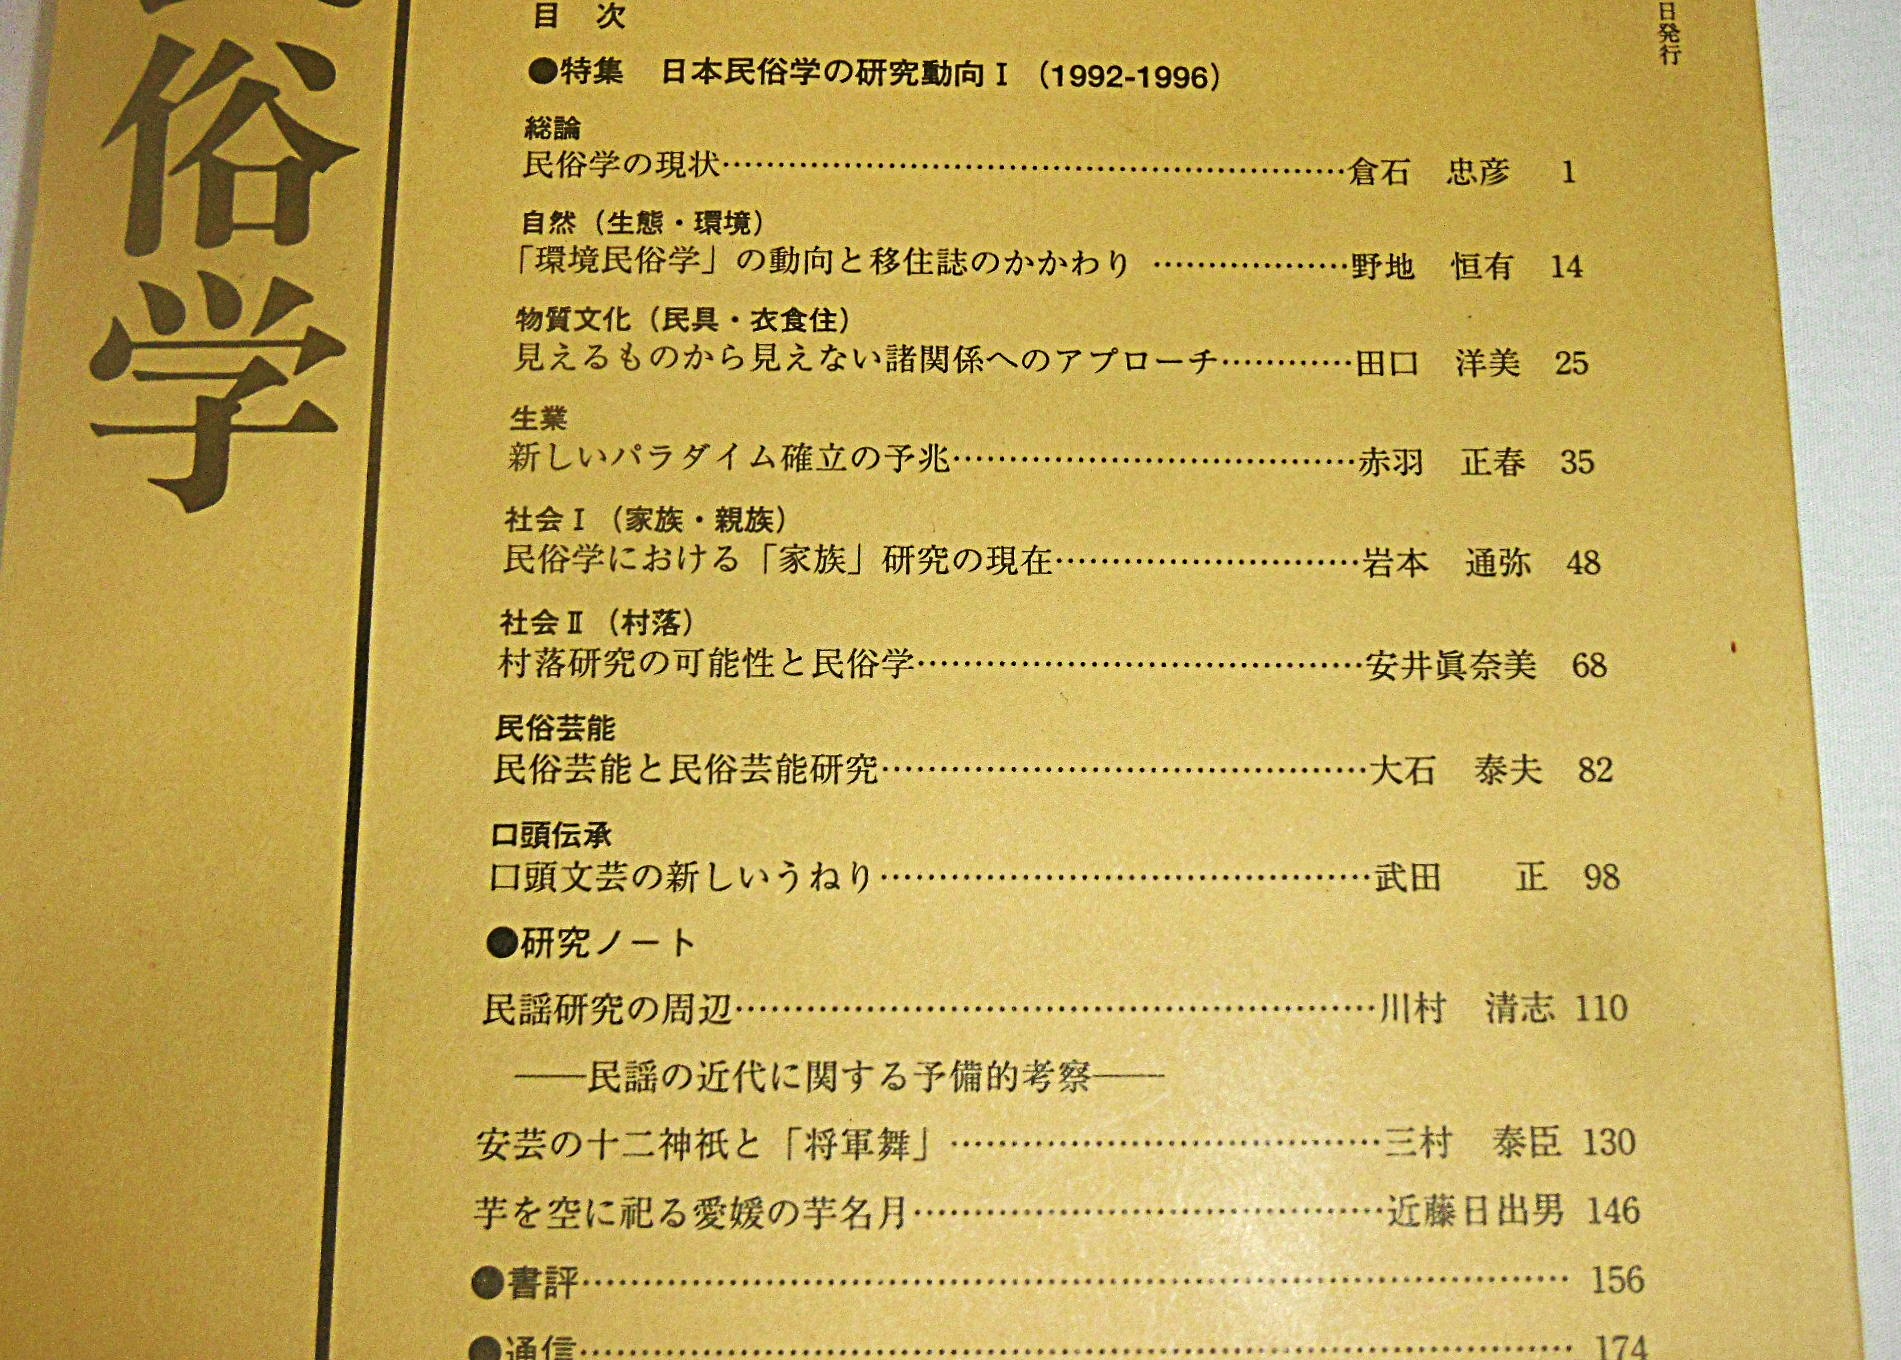 俗学
日発行
目　次
●特集　日本民俗学の研究動向Ⅰ（1992-1996）
総論
民俗学の現状……………………………………………………倉石　忠彦　1
自然（生態・環境）
「環境民俗学」の動向と移住誌のかかわり ………………野地　恒有　14
物質文化（民具・衣食住）
見えるものから見えない諸関係へのアプローチ…………田口　洋美　25
生業
新しいパラダイム確立の予兆………………………………赤羽　正春　35
社会Ⅰ（家族・親族）
民俗学における「家族」研究の現在………………………岩本　通弥　48
社会Ⅱ（村落）
村落研究の可能性と民俗学…………………………………安井眞奈美　68
民俗芸能
民俗芸能と民俗芸能研究……………………………………大石　泰夫　82
口頭伝承
口頭文芸の新しいうねり……………………………………武田　　正　98
●研究ノート
民謡研究の周辺………………………………………………川村　清志　110
――民謡の近代に関する予備的考察――
安芸の十二神祇と「将軍舞」 ………………………………三村　泰臣　130
芋を空に祀る愛媛の芋名月…………………………………近藤日出男　146
●書評…………………………………………………………………………　156
●通信…………………………………………………………………………　174